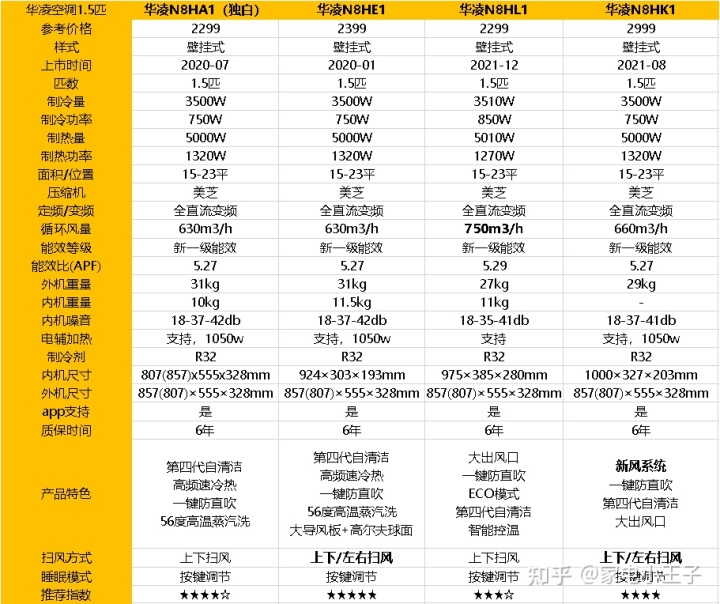 华凌空调1.5匹 华凌N8HA1（独白） 华凌N8HE1 华凌N8HL1 华凌N8HK1
参考价格 2299 2399 2299 2999
样式 壁挂式 壁挂式 壁挂式 壁挂式
上市时间 2020-07 2020-01 2021-12 2021-08
匹数 1.5匹 1.5匹 1.5匹 1.5匹
制冷量 3500W 3500W 3510W 3500W
制冷功率 750W 750W 850W 750W
制热量 5000W 5000W 5010W 5000W
制热功率 1320W 1320W 1270W 1320W
面积/位置 15-23平 15-23平 15-23平 15-23平
压缩机 美芝 美芝 美芝 美芝
定频/变频 全直流变频 全直流变频 全直流变频 全直流变频
循环风量 630m3/h 630m3/h 750m3/h 660m3/h
能效等级 新一级能效 新一级能效 新一级能效 新一级能效
能效比(APF) 5.27 5.27 5.29 5.27
外机重量 31kg 31kg 27kg 29kg
内机重量 10kg 11.5kg 11kg -
内机噪音 18-37-42db 18-37-42db 18-35-41db 18-37-41db
电辅加热 支持，1050w 支持，1050w 支持 支持，1050w
制冷剂 R32 R32 R32 R32
内机尺寸 807(857)x555x328mm 924×303×193mm 975×385×280mm 1000×327×203mm
外机尺寸 857(807)×555×328mm 857(807)×555×328mm 857(807)×555×328mm 857(807)×555×328mm
app支持 是 是 是 是
质保时间 6年 6年 6年 6年
产品特色
第四代自清洁
高频速冷热
一键防直吹
56度高温蒸汽洗
第四代自清洁
高频速冷热
一键防直吹
56度高温蒸汽洗
大导风板+高尔夫球面
大出风口
一键防直吹
ECO模式
第四代自清洁
智能控温
新风系统
一键防直吹
第四代自清洁
大出风口
扫风方式 上下扫风 上下/左右扫风 上下扫风 上下/左右扫风
睡眠模式 按键调节 按键调节 按键调节 按键调节
推荐指数 ★★★★☆ ★★★★★ ★★★☆ ★★★★
知乎 @家电小王子